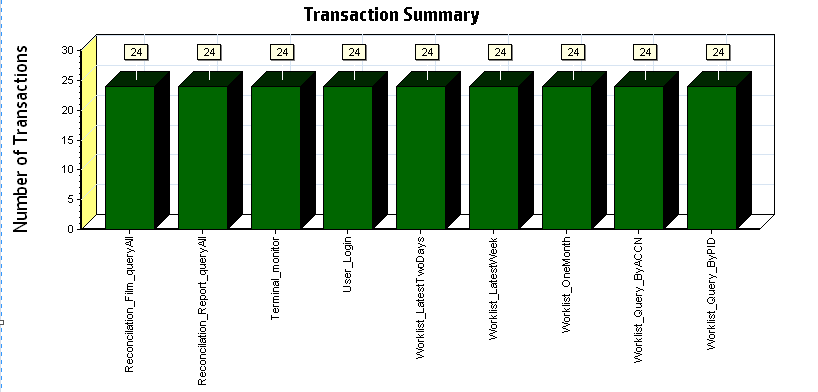 Transaction Summary
Number of Transactions
30
25
20
15
10
5
0
24
24
24
24
24
24
24
24
24
Reconcilation_Film_queryAll
Reconcilation_Report_queryAll
Terminal_monitor
User_Login
Worklist_LatestTwoDays
Worklist_LatestWeek
Worklist_OneMonth
Worklist_Query_ByACCN
Worklist_Query_ByPID